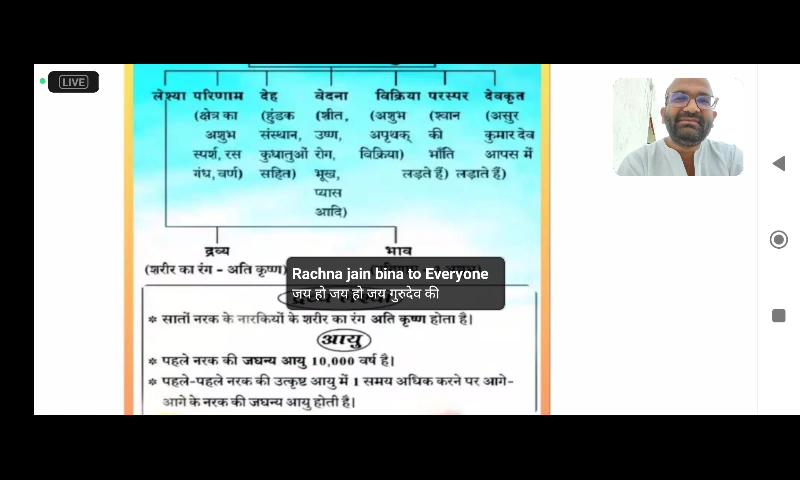 LIVE
लेश्या परिणाम देह वेदना विक्रिया परस्पर देवकृत
(क्षेत्र का (हुंडक (शीत, (अशुभ (श्वान (असुर
अशुभ संस्थान, उष्ण, अपृथक् की कुमार देव
स्पर्श, रस कुधातुओं रोग, विक्रिया) भाँति आपस में
गंध, वर्ण) सहित) भूख, लड़ते हैं) लड़ाते हैं)
प्यास
आदि)
द्रव्य भाव
(शरीर का रंग - अति कृष्ण)
Rachna jain bina to Everyone
जय हो जय हो जय गुरुदेव की
* सातों नरक के नारकियों के शरीर का रंग अति कृष्ण होता है।
आयु
* पहले नरक की जघन्य आयु 10,000 वर्ष है।
* पहले-पहले नरक की उत्कृष्ट आयु में 1 समय अधिक करने पर आगे-
आगे के नरक की जघन्य आयु होती है।